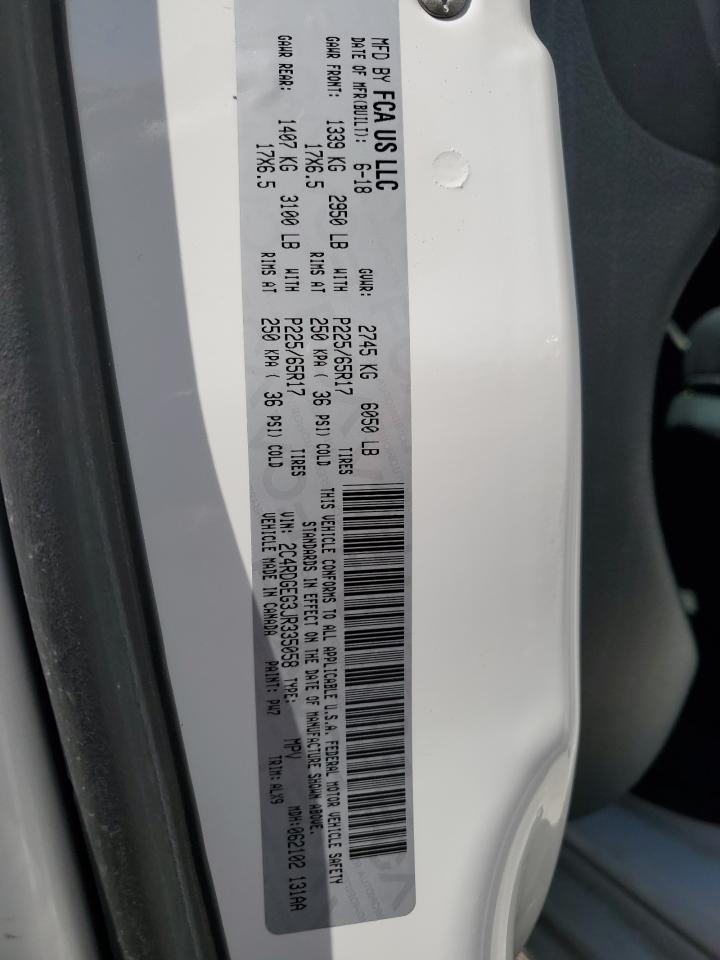 MFD BY FCA US LLC
DATE OF MFR(BUILT): 6-18 GVWR: 2745 KG 6050 LB
GAWR FRONT: 1339 KG 2950 LB WITH P225/65R17 TIRES
17X6.5 RIMS AT 250 KPA ( 36 PSI) COLD
GAWR REAR: 1407 KG 3100 LB WITH P225/65R17 TIRES
17X6.5 RIMS AT 250 KPA ( 36 PSI) COLD
THIS VEHICLE CONFORMS TO ALL APPLICABLE U.S.A. FEDERAL MOTOR VEHICLE SAFETY
STANDARDS IN EFFECT ON THE DATE OF MANUFACTURE SHOWN ABOVE.
VIN: 2C4RDGEG3JR335058 TYPE: MPV MDH:062102 131AA
VEHICLE MADE IN CANADA PAINT: PW7 TRIM:ALX9